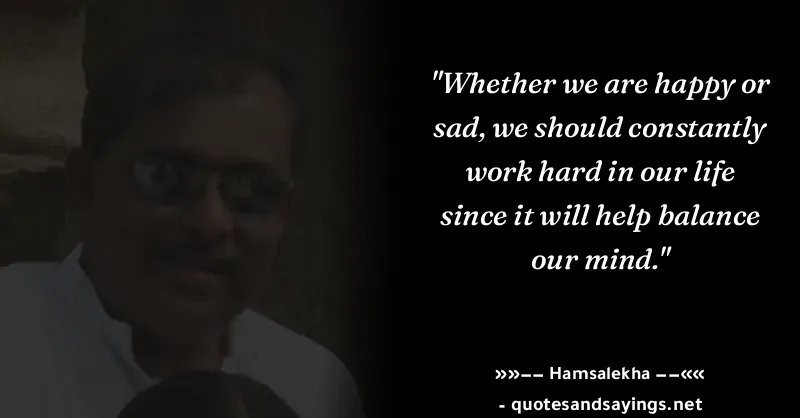 "Whether we are happy or
sad, we should constantly
work hard in our life
since it will help balance
our mind."
»»–– Hamsalekha ––««
- quotesandsayings.net